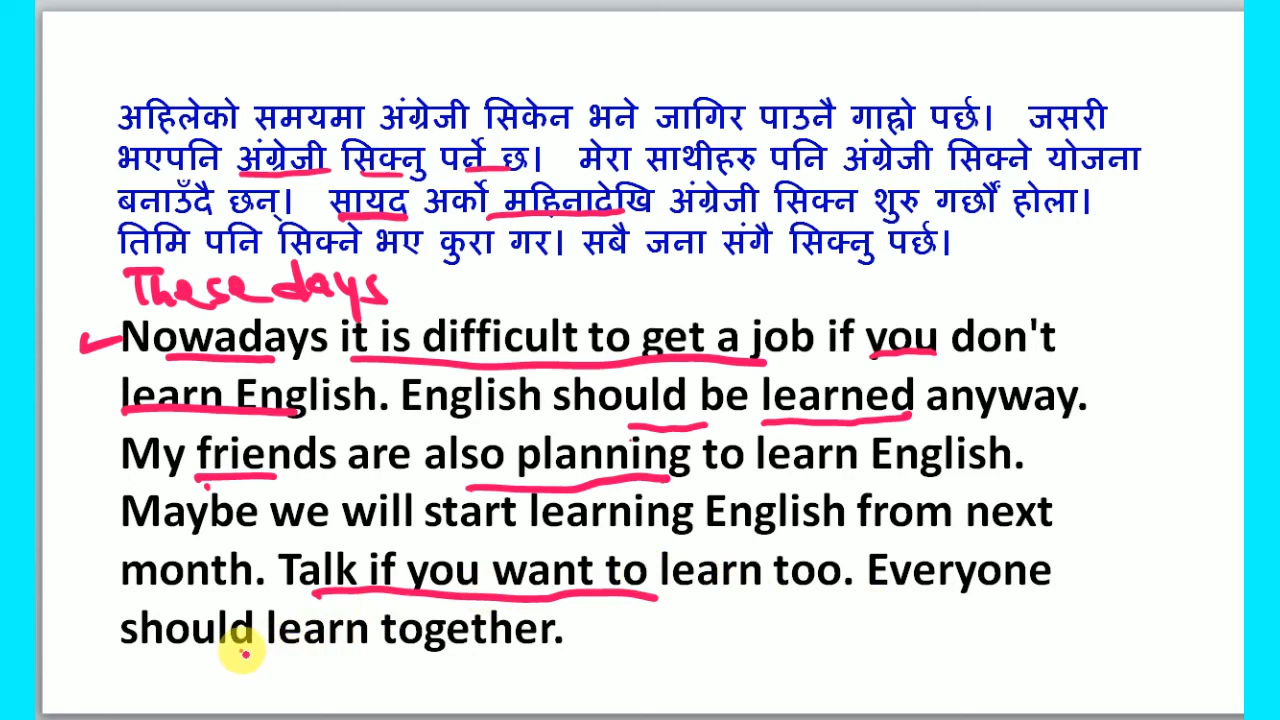 अहिलेको समयमा अंग्रेजी सिकेन भने जागिर पाउनै गाह्रो पर्छ। जसरी
भएपनि अंग्रेजी सिक्नु पर्ने छ। मेरा साथीहरु पनि अंग्रेजी सिक्ने योजना
बनाउँदै छन्। सायद अर्को महिनादेखि अंग्रेजी सिक्न शुरु गर्छौं होला।
तिमि पनि सिक्ने भए कुरा गर। सबै जना संगै सिक्नु पर्छ।
These days
Nowadays it is difficult to get a job if you don't
learn English. English should be learned anyway.
My friends are also planning to learn English.
Maybe we will start learning English from next
month. Talk if you want to learn too. Everyone
should learn together.